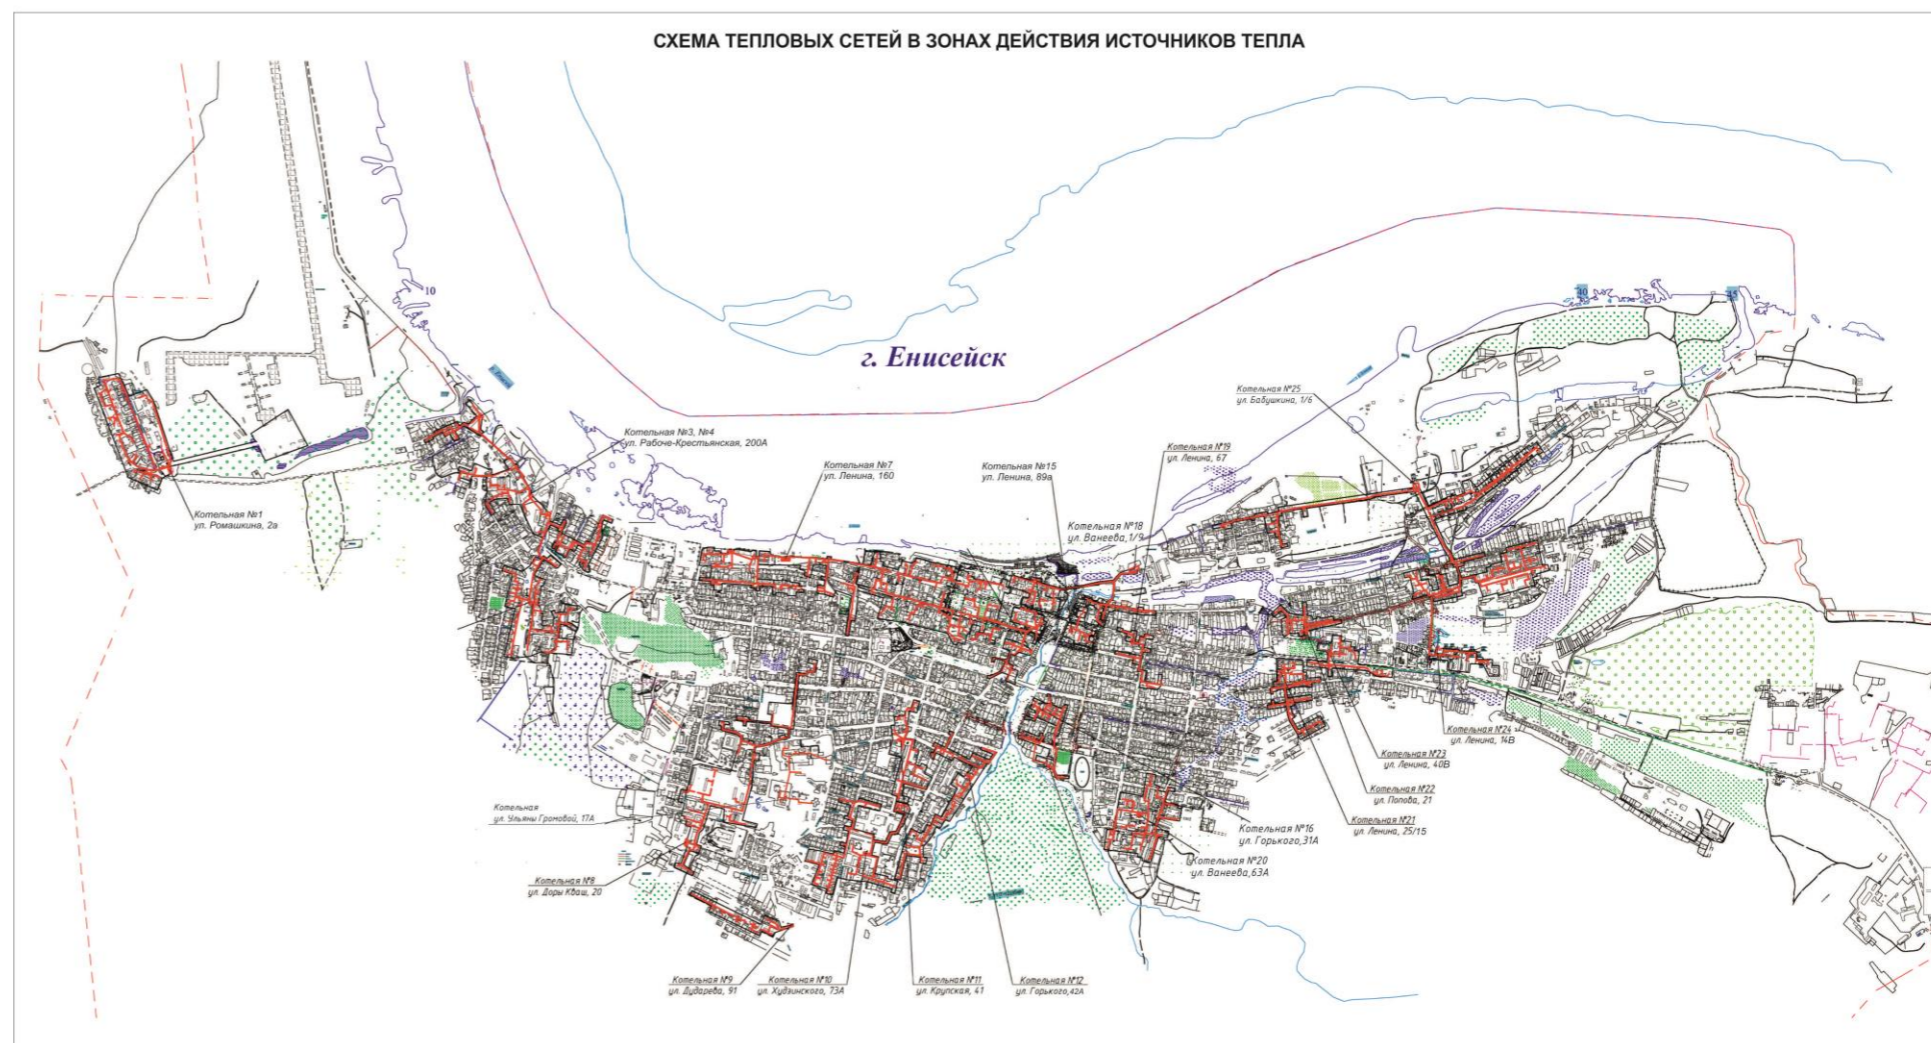 СХЕМА ТЕПЛОВЫХ СЕТЕЙ В ЗОНАХ ДЕЙСТВИЯ ИСТОЧНИКОВ ТЕПЛА
10
40
45
г. Енисейск
Котельная №25
ул. Бабушкина, 1/6
Котельная №3, №4
ул. Рабоче-Крестьянская, 200А
Котельная №19
ул. Ленина, 67
Котельная №7
ул. Ленина, 160
Котельная №15
ул. Ленина, 89а
Котельная №1
ул. Ромашкина, 2а
Котельная №18
ул. Ванеева,1/9
Котельная №24
ул. Ленина, 14В
Котельная №23
ул. Ленина, 40В
Котельная №22
ул. Попова, 21
Котельная
ул. Ульяны Громовой, 17А
Котельная №21
ул. Ленина, 25/15
Котельная №16
ул. Горького,31А
Котельная №20
ул. Ванеева,63А
Котельная №8
ул. Доры Кваш, 20
Котельная №9
ул. Дударева, 91
Котельная №10
ул. Худзинского, 73А
Котельная №11
ул. Крупская, 41
Котельная №12
ул. Горького,42А